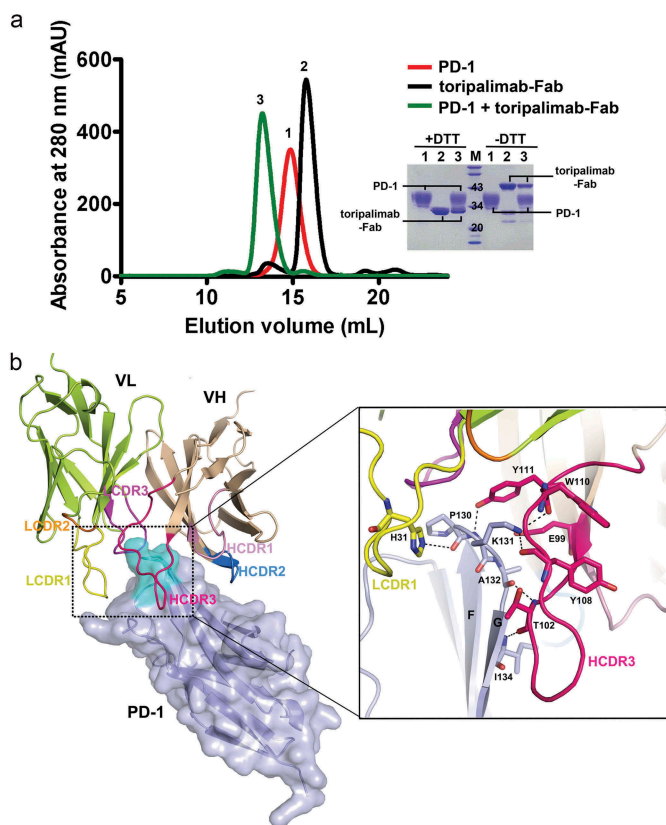 a
Absorbance at 280 nm (mAU)
600
400
200
0
5
10
15
20
Elution volume (mL)
3
1
2
PD-1
toripalimab-Fab
PD-1 + toripalimab-Fab
+DTT
-DTT
1 2 3 M 1 2 3
PD-1
toripalimab
-Fab
43
34
20
toripalimab
-Fab
PD-1
b
VL
VH
LCDR3
LCDR2
LCDR1
HCDR1
HCDR2
HCDR3
PD-1
Y111
W110
P130
H31
K131
E99
LCDR1
A132
Y108
F
G
T102
HCDR3
I134